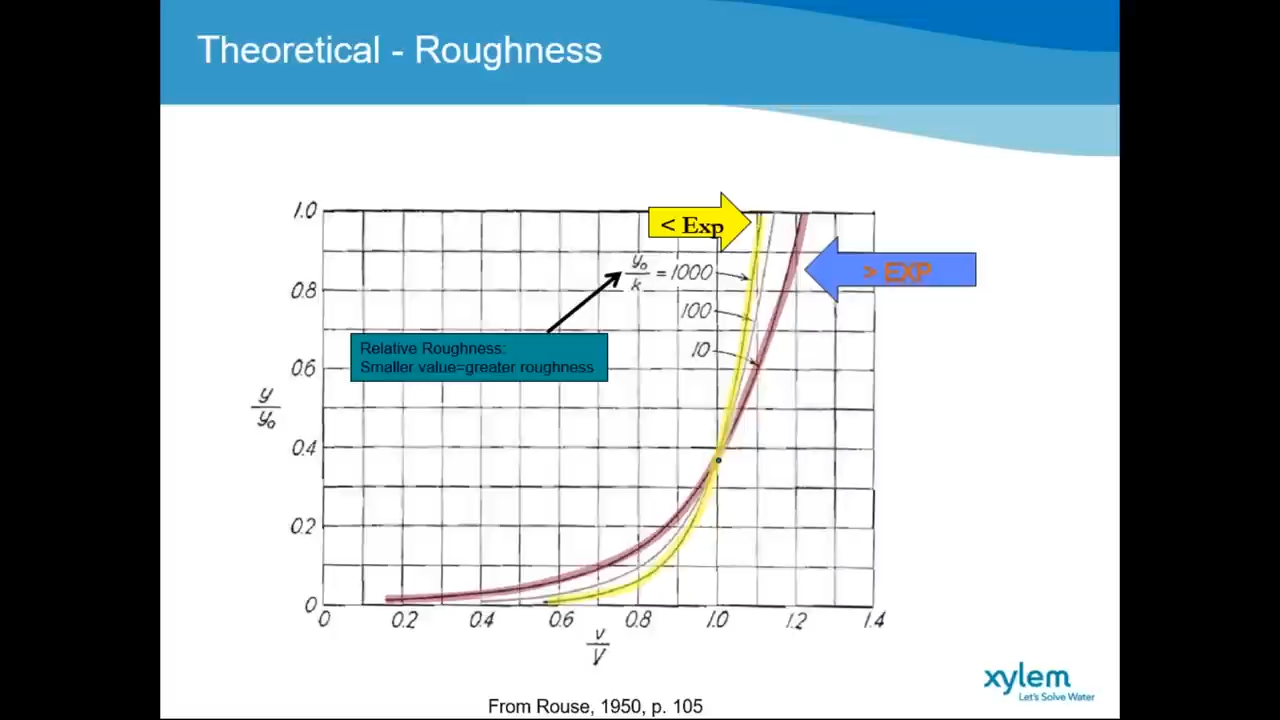 Theoretical - Roughness
1.0
0.8
0.6
0.4
0.2
0
y
y₀
< Exp
> EXP
y₀
k
= 1000
100
10
Relative Roughness:
Smaller value=greater roughness
0 0.2 0.4 0.6 0.8 1.0 1.2 1.4
v
V
xylem
Let's Solve Water
From Rouse, 1950, p. 105